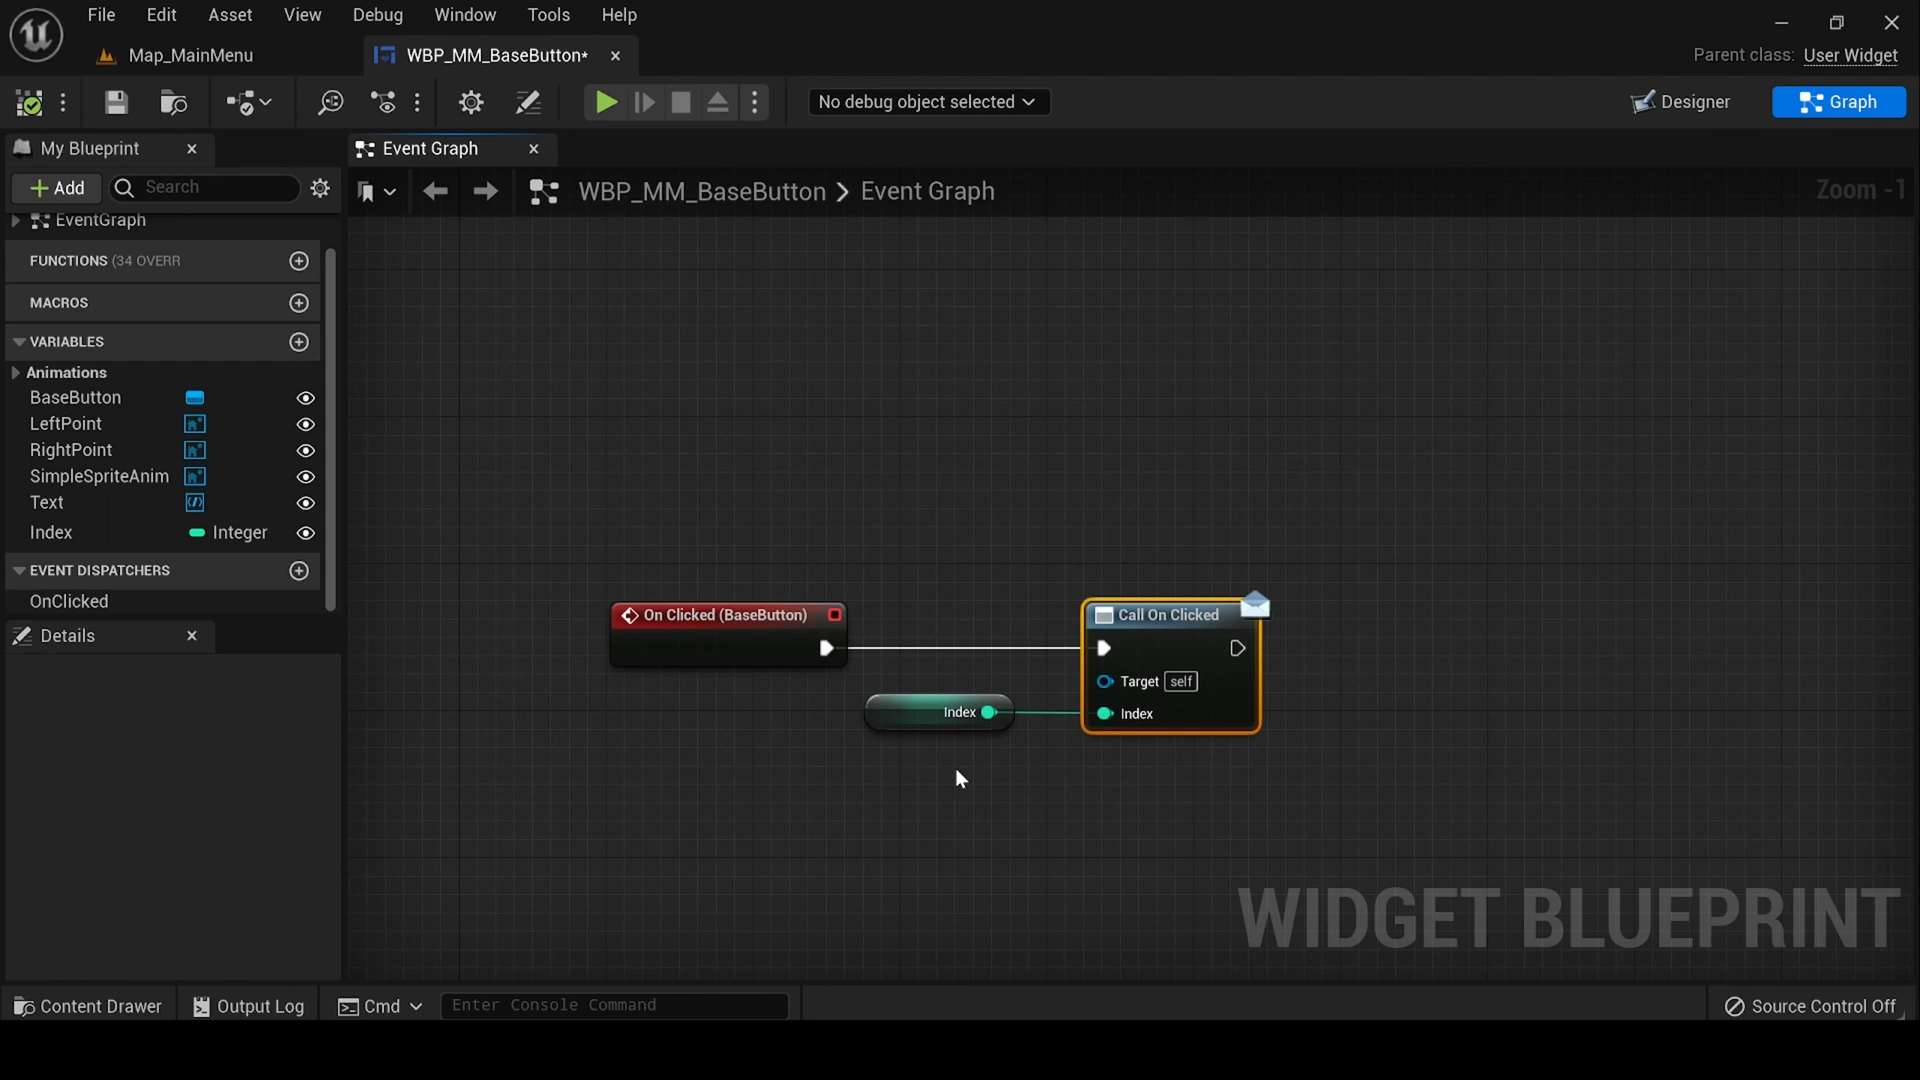 File Edit Asset View Debug Window Tools Help
Map_MainMenu
WBP_MM_BaseButton*
Parent class: User Widget
No debug object selected
Designer
Graph
My Blueprint
Event Graph
Add
Search
WBP_MM_BaseButton > Event Graph
Zoom -1
EventGraph
FUNCTIONS (34 OVERR
MACROS
VARIABLES
Animations
BaseButton
LeftPoint
RightPoint
SimpleSpriteAnim
Text
Index Integer
EVENT DISPATCHERS
OnClicked
Details
On Clicked (BaseButton)
Call On Clicked
Target self
Index
Index
WIDGET BLUEPRINT
Content Drawer
Output Log
Cmd
Enter Console Command
Source Control Off